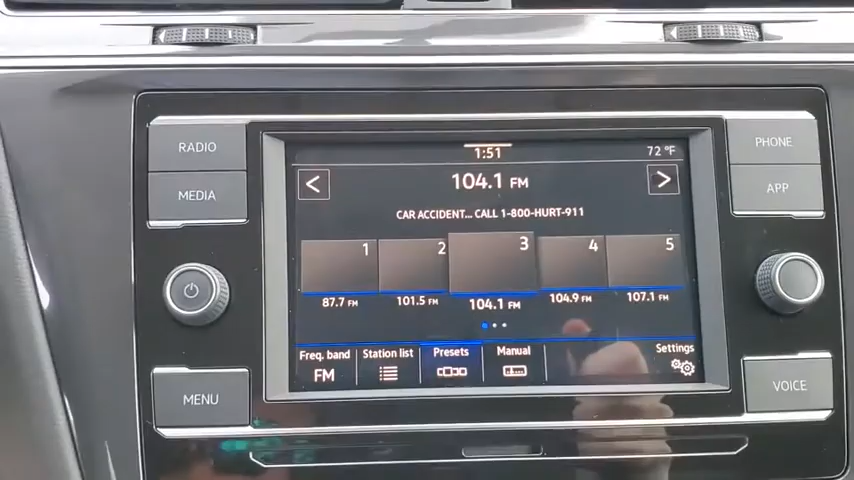 RADIO
MEDIA
MENU
PHONE
APP
VOICE
1:51
72 °F
< 104.1 FM >
CAR ACCIDENT... CALL 1-800-HURT-911
1 2 3 4 5
87.7 FM 101.5 FM 104.1 FM 104.9 FM 107.1 FM
Freq. band Station list Presets Manual Settings
FM